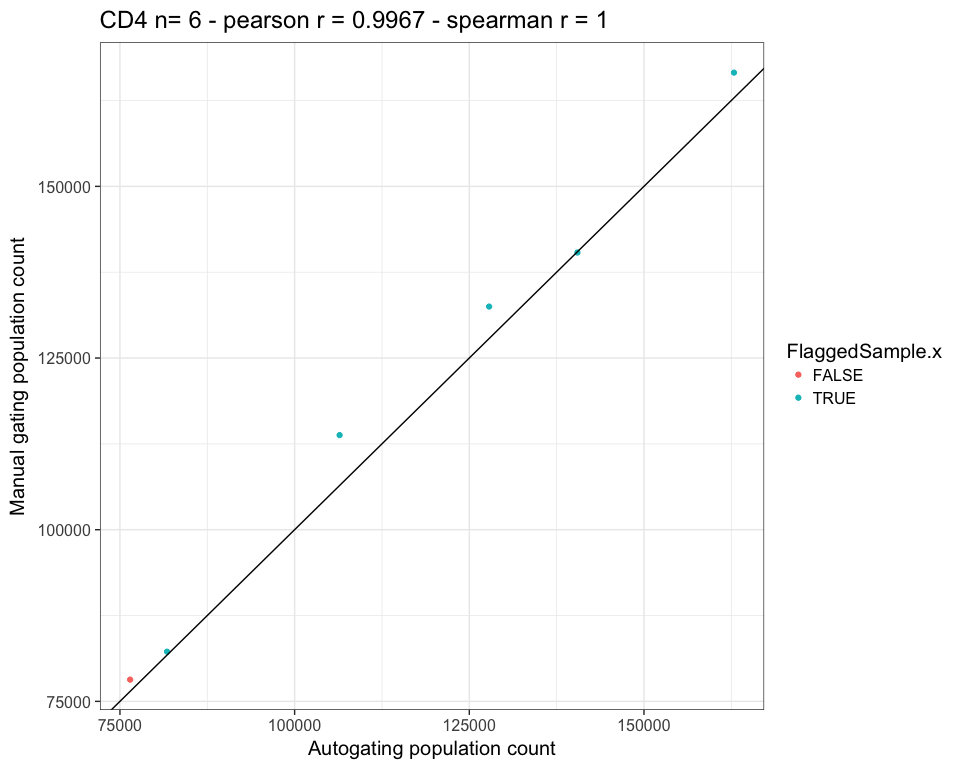 CD4 n= 6 - pearson r = 0.9967 - spearman r = 1
Manual gating population count
150000
125000
100000
75000
75000 100000 125000 150000
Autogating population count
FlaggedSample.x
FALSE
TRUE